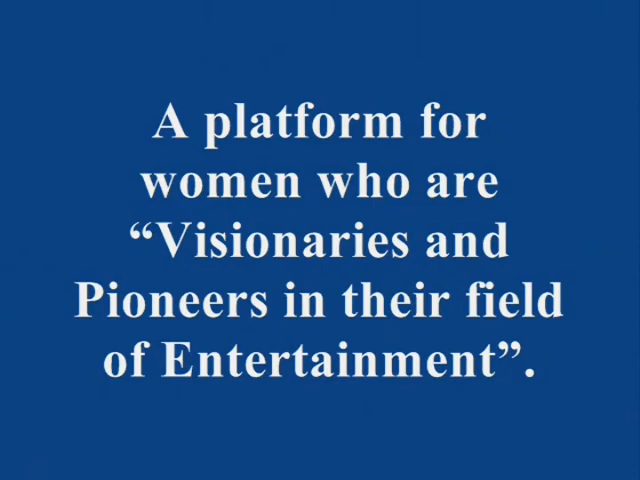 A platform for
women who are
“Visionaries and
Pioneers in their field
of Entertainment”.